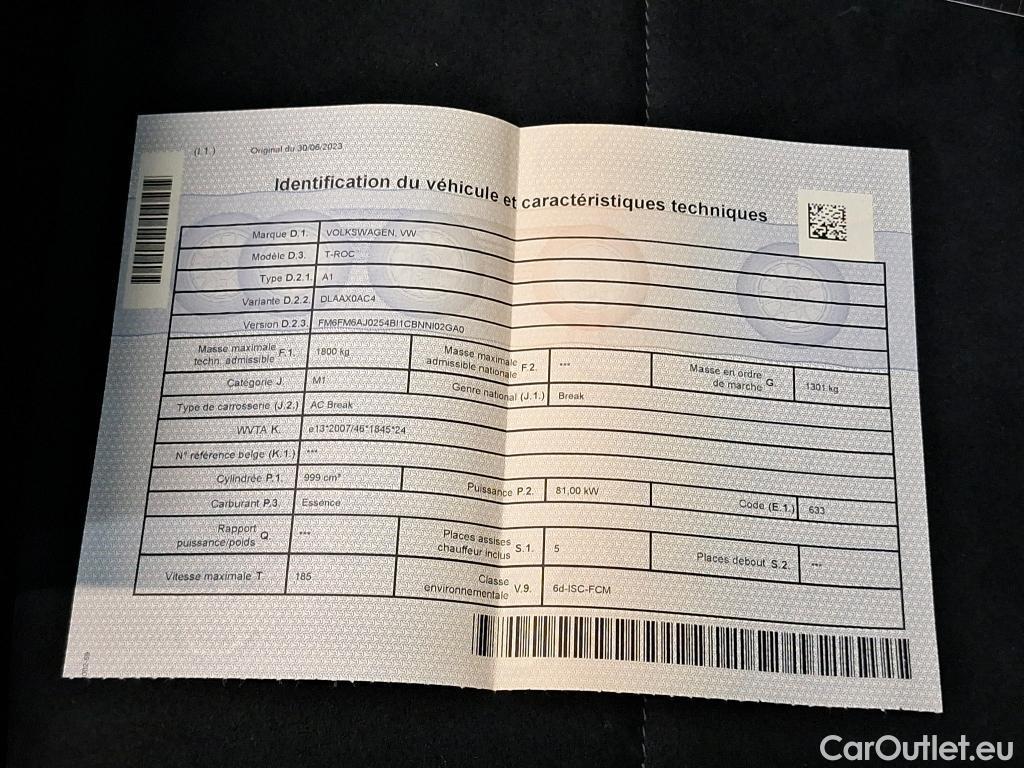 (I.1.) Original du 30/06/2023
Identification du véhicule et caractéristiques techniques
Marque D.1. VOLKSWAGEN, VW
Modèle D.3. T-ROC
Type D.2.1. A1
Variante D.2.2. DLAAX0AC4
Version D.2.3. FM6FM6AJ0254BI1CBNNI02GA0
Masse maximale techn. admissible F.1. 1800 kg Masse maximale admissible nationale F.2. *** Masse en ordre de marche G. 1301 kg
Catégorie J. M1 Genre national (J.1.) Break
Type de carrosserie (J.2.) AC Break
WVTA K. e13*2007/46*1845*24
N° référence belge (K.1.) ***
Cylindrée P.1. 999 cm³ Puissance P.2. 81,00 kW Code (E.1.) 633
Carburant P.3. Essence
Rapport puissance/poids Q. *** Places assises chauffeur inclus S.1. 5 Places debout S.2. ***
Vitesse maximale T. 185 Classe environnementale V.9. 6d-ISC-FCM
CarOutlet.eu